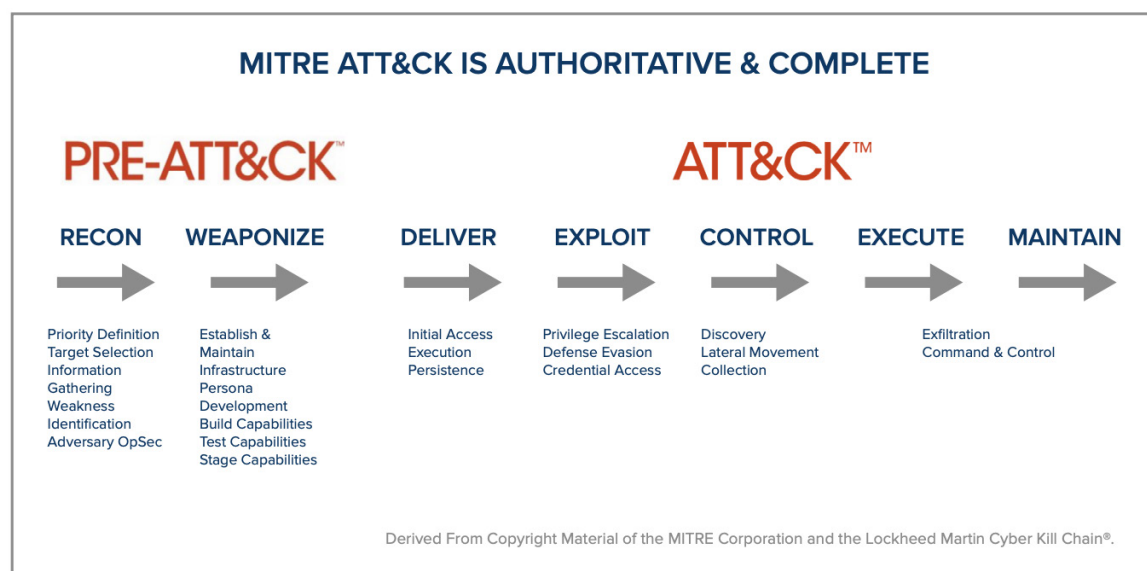 MITRE ATT&CK IS AUTHORITATIVE & COMPLETE
PRE-ATT&CK™
ATT&CK™
RECON
WEAPONIZE
DELIVER
EXPLOIT
CONTROL
EXECUTE
MAINTAIN
Priority Definition
Target Selection
Information
Gathering
Weakness
Identification
Adversary OpSec
Establish &
Maintain
Infrastructure
Persona
Development
Build Capabilities
Test Capabilities
Stage Capabilities
Initial Access
Execution
Persistence
Privilege Escalation
Defense Evasion
Credential Access
Discovery
Lateral Movement
Collection
Exfiltration
Command & Control
Derived From Copyright Material of the MITRE Corporation and the Lockheed Martin Cyber Kill Chain®.